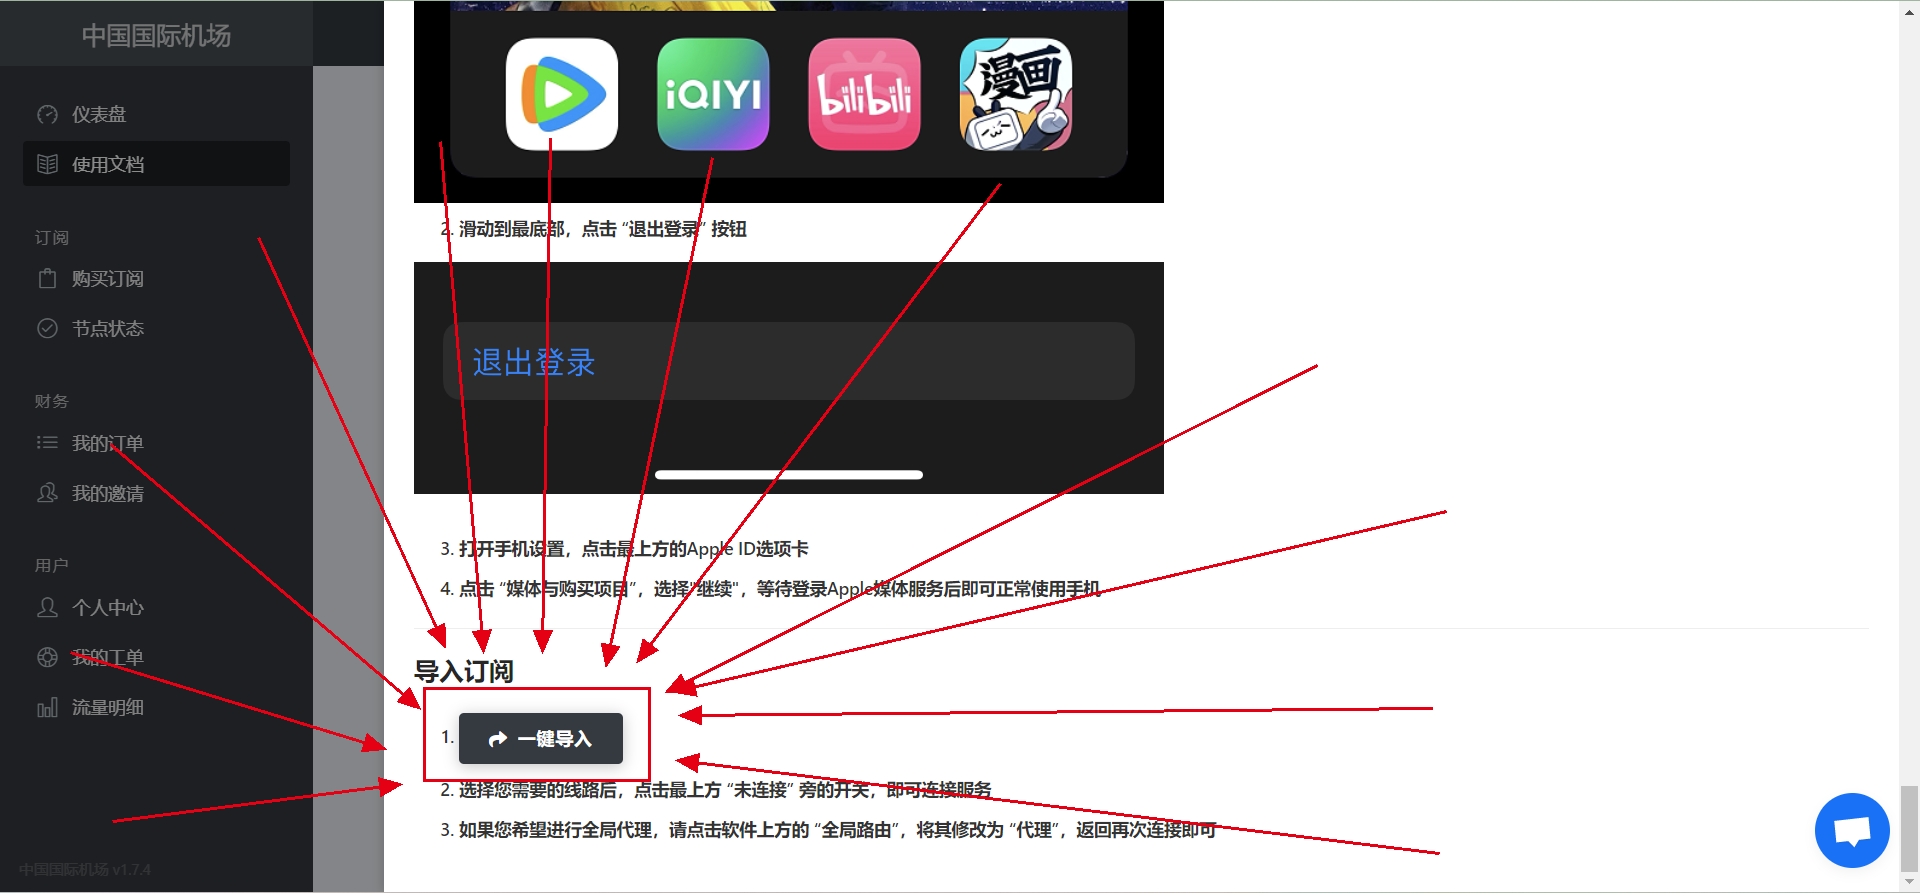 中国国际机场
仪表盘
使用文档
订阅
购买订阅
节点状态
财务
我的订单
我的邀请
用户
个人中心
我的工单
流量明细
中国国际机场 v1.7.4
iQIYI
bilibili
漫画
2. 滑动到最底部，点击 “退出登录” 按钮
退出登录
3. 打开手机设置，点击最上方的Apple ID选项卡
4. 点击 “媒体与购买项目”，选择"继续"，等待登录Apple媒体服务后即可正常使用手机
导入订阅
1. 一键导入
2. 选择您需要的线路后，点击最上方 “未连接” 旁的开关，即可连接服务
3. 如果您希望进行全局代理，请点击软件上方的 “全局路由”，将其修改为 “代理”，返回再次连接即可